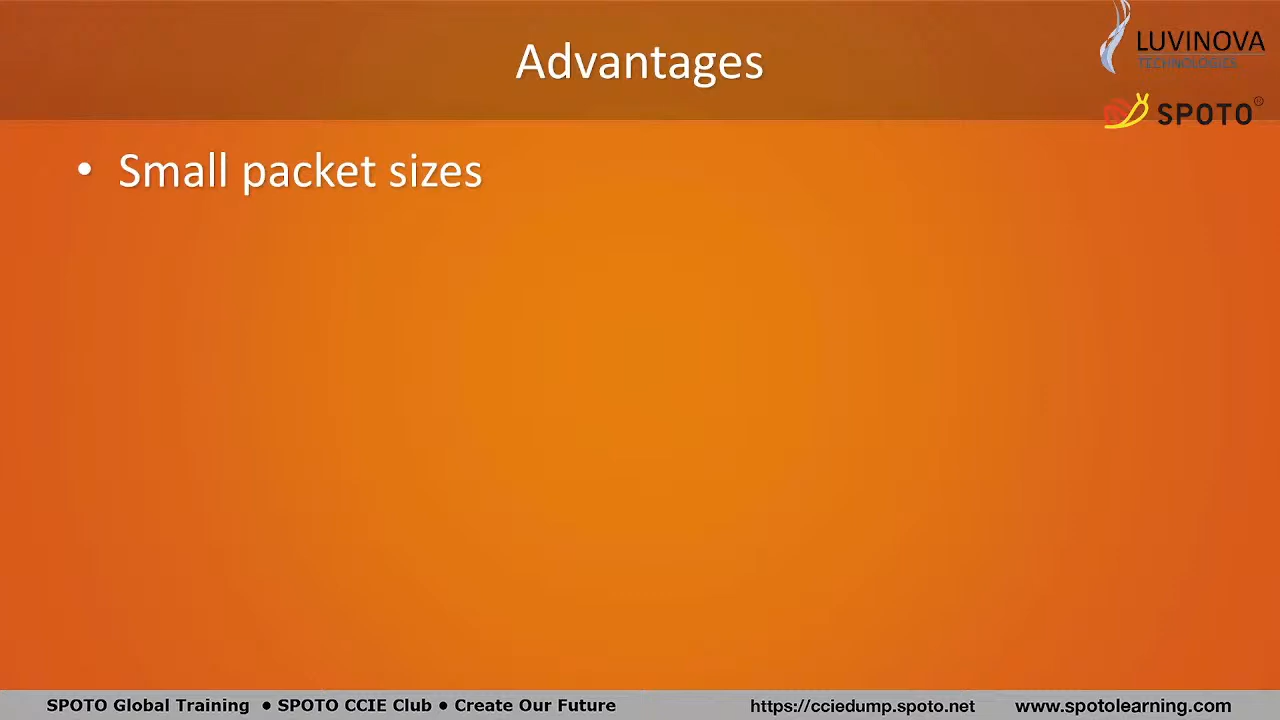 Advantages
LUVINOVA
TECHNOLOGIES
SPOTO®
• Small packet sizes
SPOTO Global Training ● SPOTO CCIE Club ● Create Our Future
https://cciedump.spoto.net
www.spotolearning.com